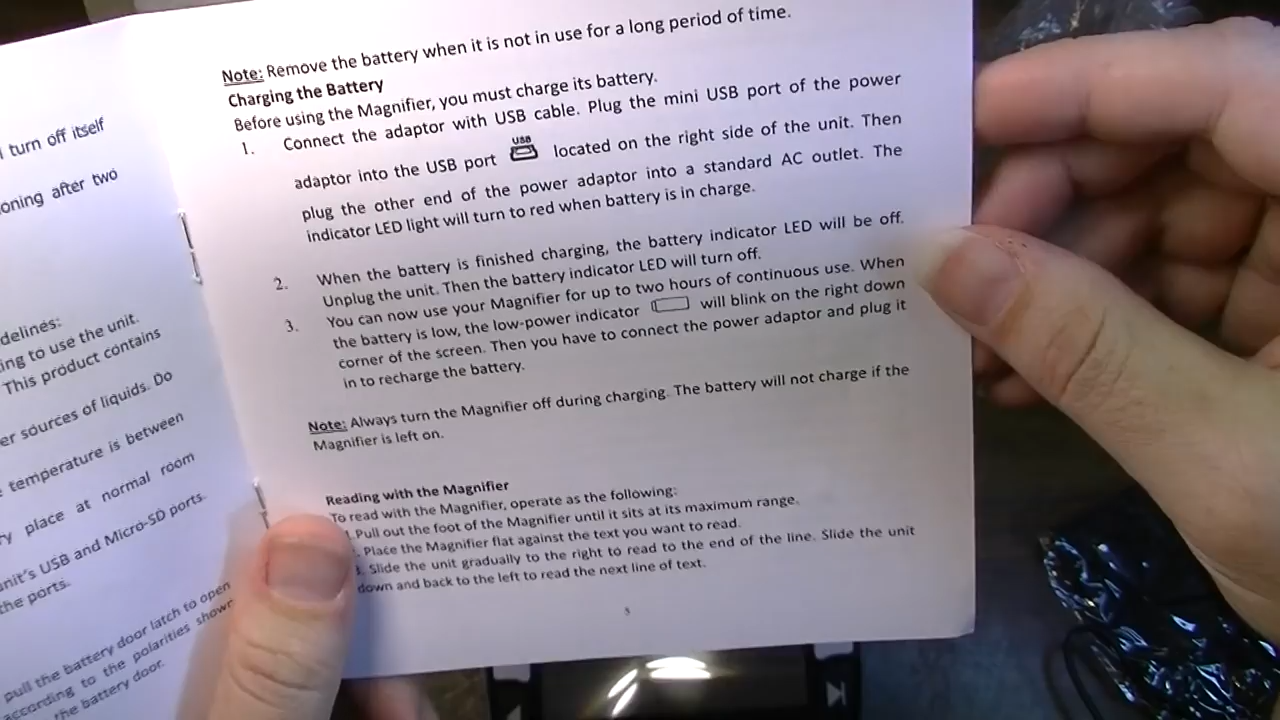 turn off itself
oning after two
delines:
ing to use the unit.
This product contains
er sources of liquids. Do
temperature is between
ry place at normal room
unit's USB and Micro-SD ports.
the ports.
pull the battery door latch to open
according to the polarities shown
the battery door.
Note: Remove the battery when it is not in use for a long period of time.
Charging the Battery
Before using the Magnifier, you must charge its battery.
1. Connect the adaptor with USB cable. Plug the mini USB port of the power
adaptor into the USB port USB located on the right side of the unit. Then
plug the other end of the power adaptor into a standard AC outlet. The
indicator LED light will turn to red when battery is in charge.
2. When the battery is finished charging, the battery indicator LED will be off.
Unplug the unit. Then the battery indicator LED will turn off.
3. You can now use your Magnifier for up to two hours of continuous use. When
the battery is low, the low-power indicator will blink on the right down
corner of the screen. Then you have to connect the power adaptor and plug it
in to recharge the battery.
Note: Always turn the Magnifier off during charging. The battery will not charge if the
Magnifier is left on.
Reading with the Magnifier
To read with the Magnifier, operate as the following:
1.Pull out the foot of the Magnifier until it sits at its maximum range.
. Place the Magnifier flat against the text you want to read.
3. Slide the unit gradually to the right to read to the end of the line. Slide the unit
down and back to the left to read the next line of text.